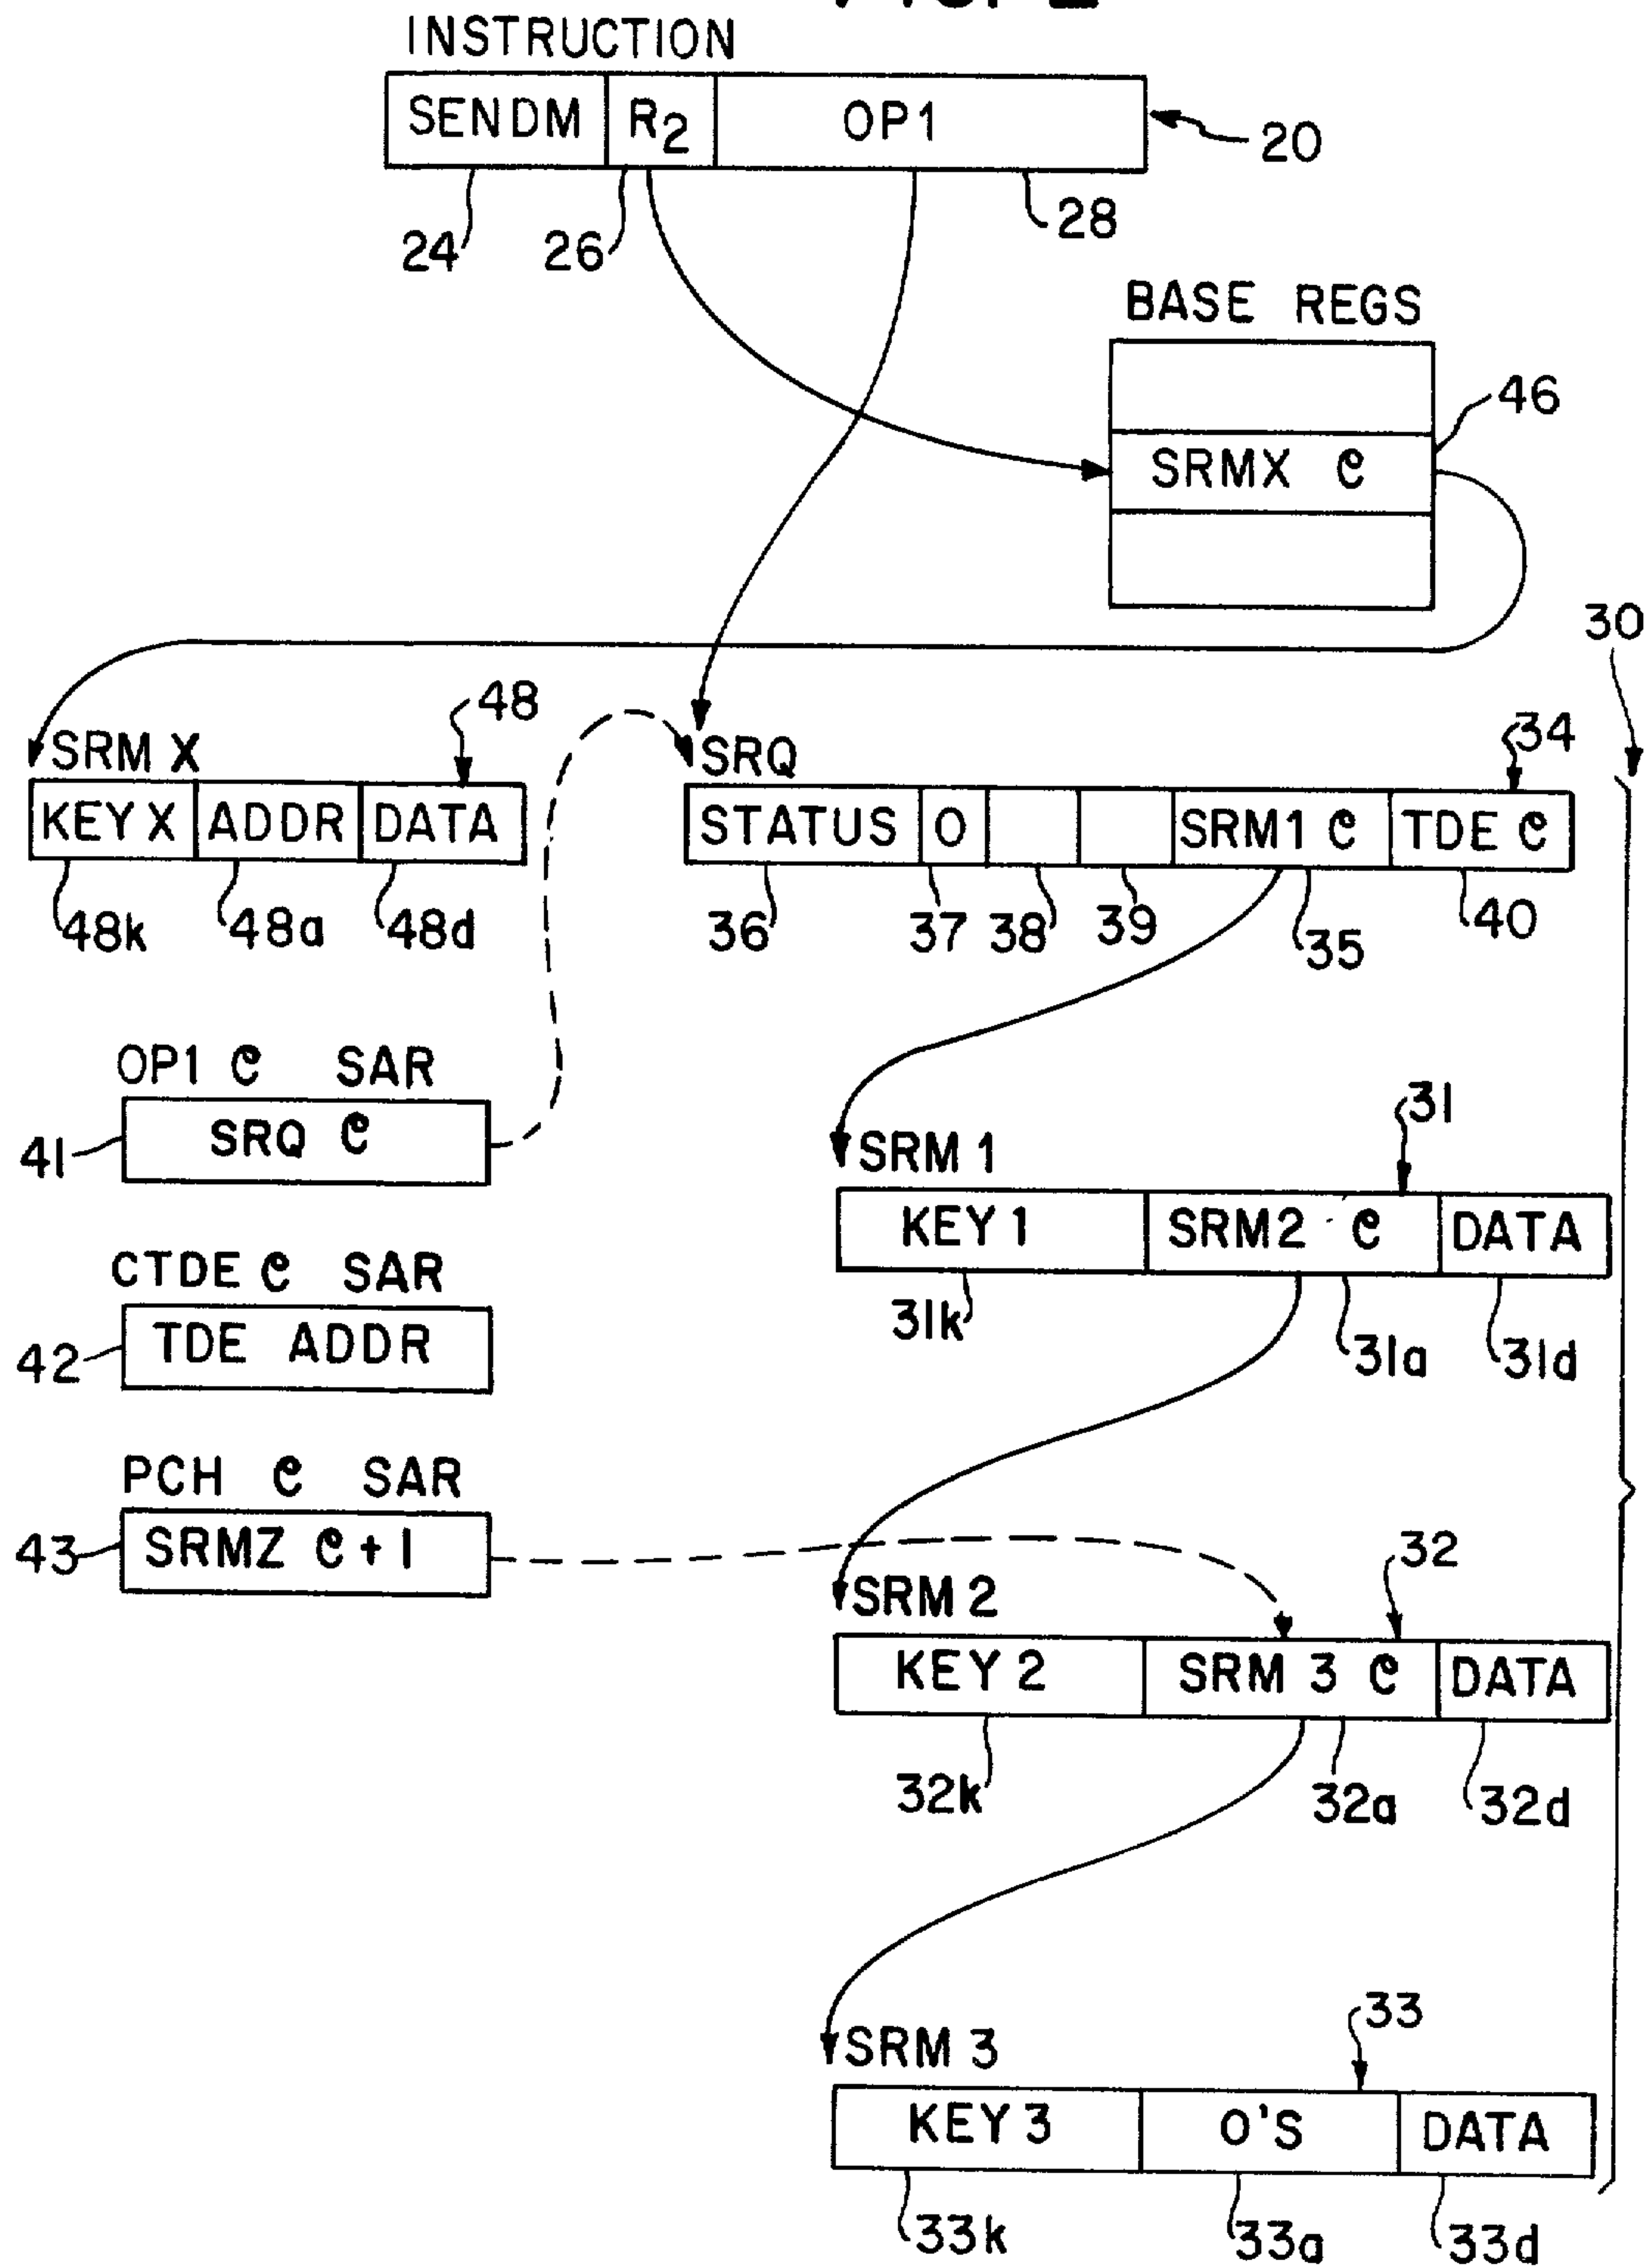 INSTRUCTION
SENDM R2 OP1
20
24 26 28
BASE REGS
46
SRMX @
30
48
34
SRM X
SRQ
KEY X ADDR DATA
STATUS 0 SRM1 @ TDE @
48k 48a 48d
36 37 38 39 35 40
OP1 @ SAR
41 SRQ @
31
SRM 1
KEY 1 SRM2 @ DATA
31k 31a 31d
CTDE @ SAR
42 TDE ADDR
PCH @ SAR
43 SRMZ @ + 1
32
SRM 2
KEY 2 SRM 3 @ DATA
32k 32a 32d
33
SRM 3
KEY 3 0'S DATA
33k 33a 33d